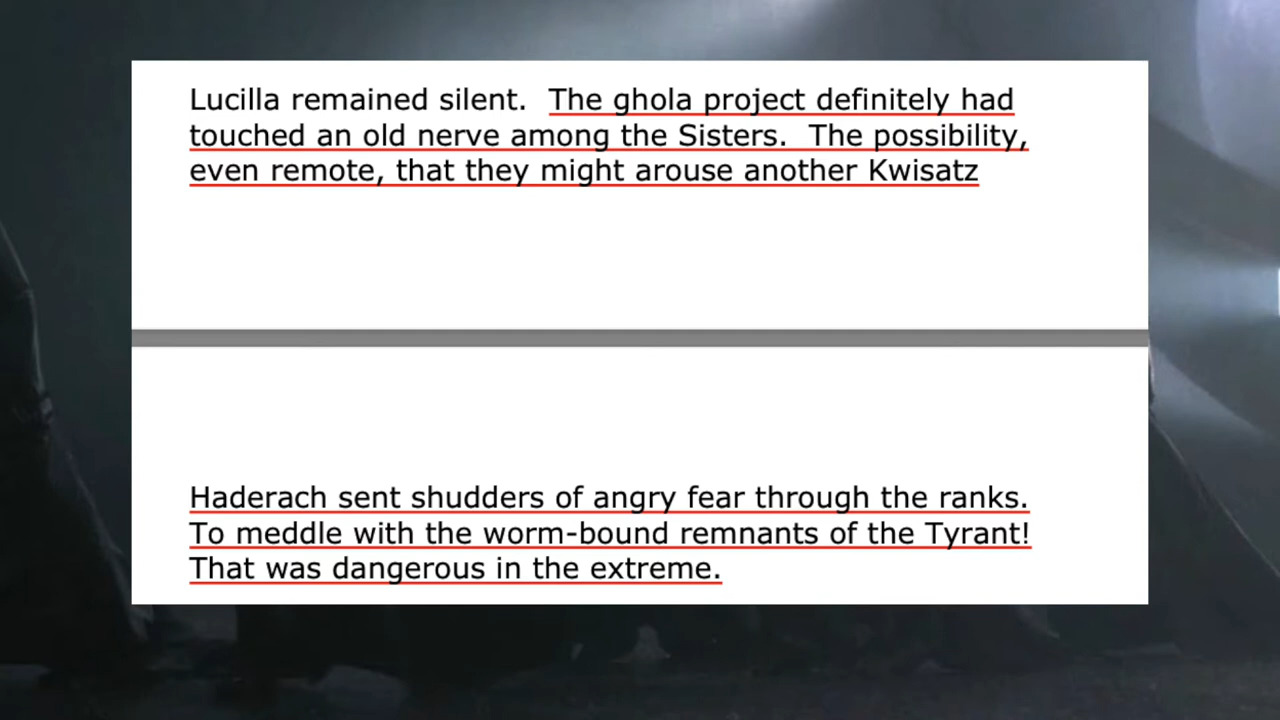 Lucilla remained silent.  The ghola project definitely had
touched an old nerve among the Sisters.  The possibility,
even remote, that they might arouse another Kwisatz
Haderach sent shudders of angry fear through the ranks.
To meddle with the worm-bound remnants of the Tyrant!
That was dangerous in the extreme.